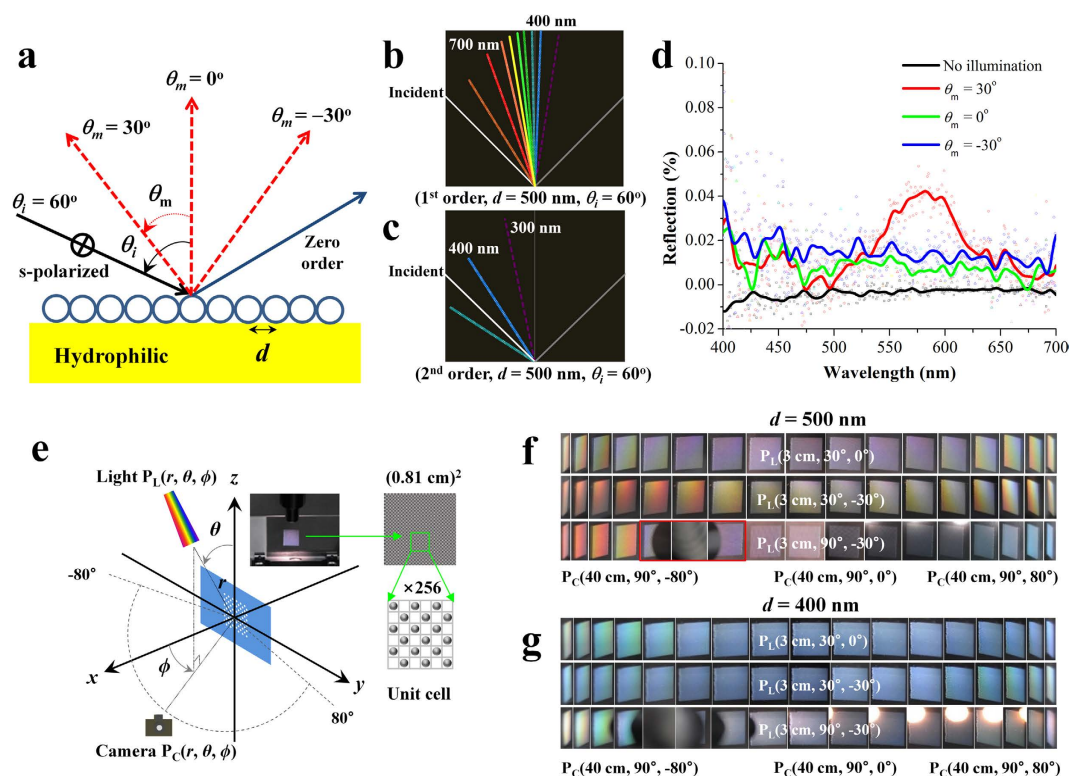 a
θm = 0°
θm = 30°
θm = −30°
θm
θi = 60°
θi
s-polarized
Zero
order
Hydrophilic
d
b
400 nm
700 nm
Incident
(1st order, d = 500 nm, θi = 60°)
c
300 nm
400 nm
Incident
(2nd order, d = 500 nm, θi = 60°)
d
No illumination
θm = 30°
θm = 0°
θm = -30°
Reflection (%)
0.10
0.08
0.06
0.04
0.02
0.00
-0.02
400 450 500 550 600 650 700
Wavelength (nm)
e
Light PL(r, θ, ϕ)
z
θ
r
-80°
x
ϕ
y
80°
Camera PC(r, θ, ϕ)
(0.81 cm)2
×256
Unit cell
d = 500 nm
f
PL(3 cm, 30°, 0°)
PL(3 cm, 30°, -30°)
PL(3 cm, 90°, -30°)
PC(40 cm, 90°, -80°) PC(40 cm, 90°, 0°) PC(40 cm, 90°, 80°)
d = 400 nm
g
PL(3 cm, 30°, 0°)
PL(3 cm, 30°, -30°)
PL(3 cm, 90°, -30°)
PC(40 cm, 90°, -80°) PC(40 cm, 90°, 0°) PC(40 cm, 90°, 80°)